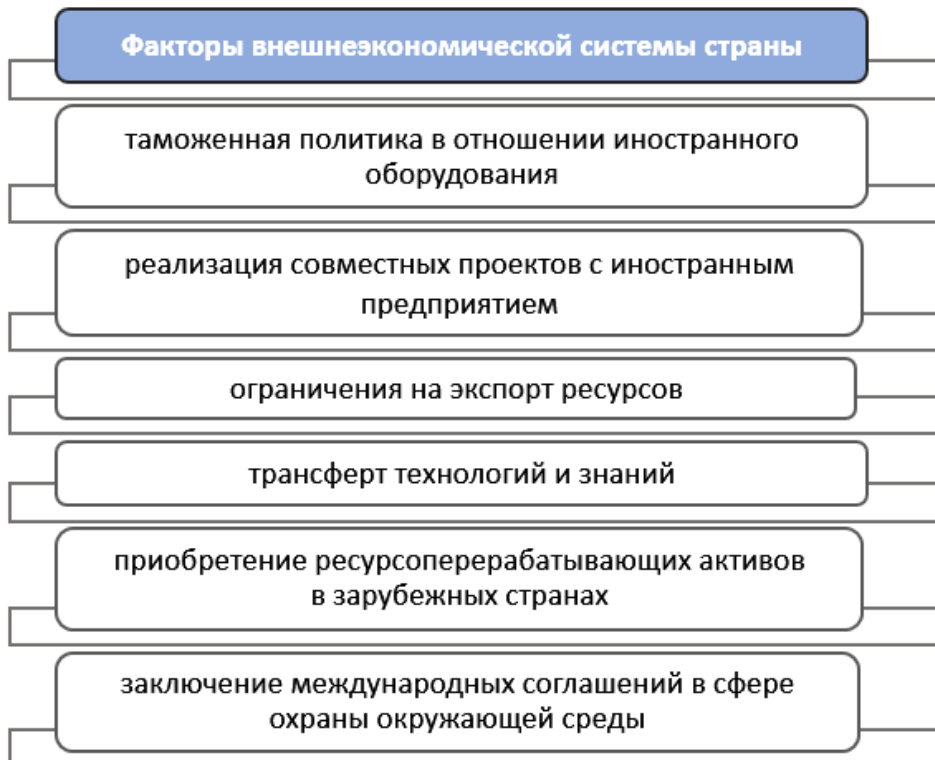 Факторы внешнеэкономической системы страны
таможенная политика в отношении иностранного
оборудования
реализация совместных проектов с иностранным
предприятием
ограничения на экспорт ресурсов
трансферт технологий и знаний
приобретение ресурсоперерабатывающих активов
в зарубежных странах
заключение международных соглашений в сфере
охраны окружающей среды